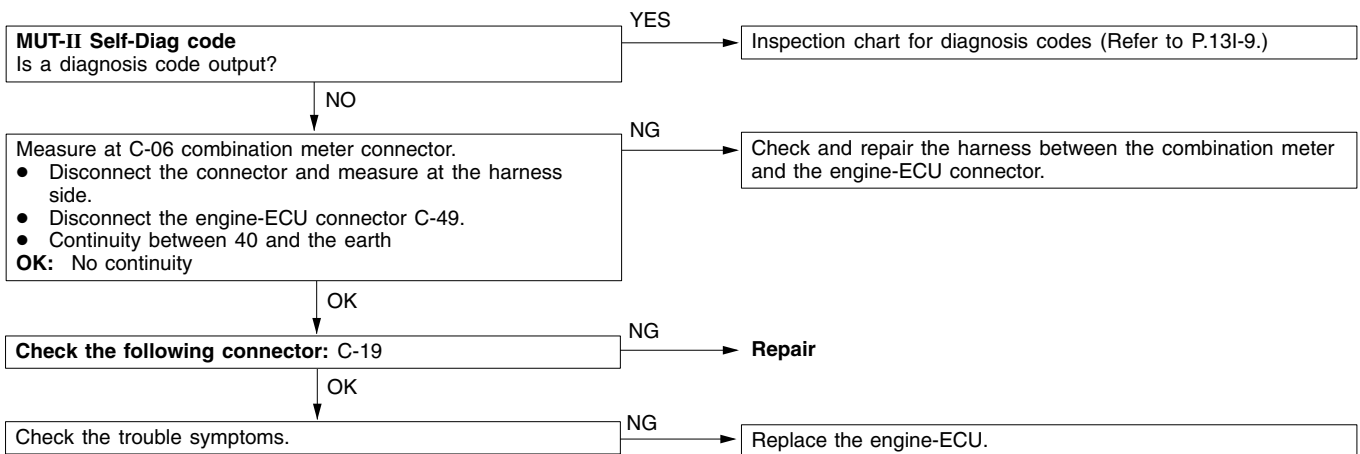 YES
MUT-II Self-Diag code
Is a diagnosis code output?
Inspection chart for diagnosis codes (Refer to P.13I-9.)
NO
NG
Measure at C-06 combination meter connector.
● Disconnect the connector and measure at the harness
side.
● Disconnect the engine-ECU connector C-49.
● Continuity between 40 and the earth
OK: No continuity
Check and repair the harness between the combination meter
and the engine-ECU connector.
OK
NG
Check the following connector: C-19
Repair
OK
NG
Check the trouble symptoms.
Replace the engine-ECU.